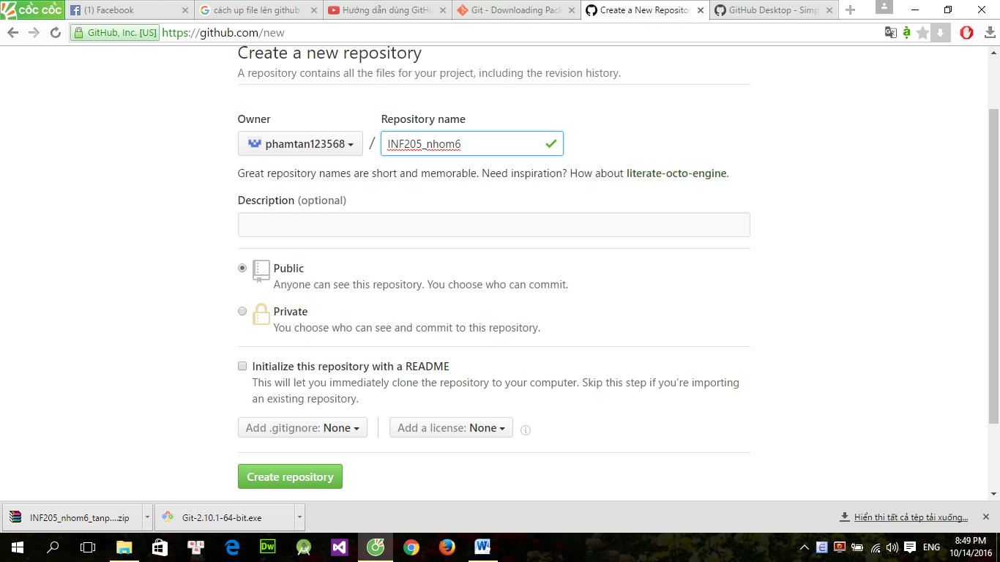 CỐC CỐC
(1) Facebook
cách up file lên github
Hướng dẫn dùng GitHu
Git - Downloading Pack
Create a New Repositor
GitHub Desktop - Simp
GitHub, Inc. [US] https://github.com/new
Create a new repository
A repository contains all the files for your project, including the revision history.
Owner
Repository name
phamtan123568 / INF205_nhom6
Great repository names are short and memorable. Need inspiration? How about literate-octo-engine.
Description (optional)
Public
Anyone can see this repository. You choose who can commit.
Private
You choose who can see and commit to this repository.
Initialize this repository with a README
This will let you immediately clone the repository to your computer. Skip this step if you're importing
an existing repository.
Add .gitignore: None
Add a license: None
Create repository
INF205_nhom6_tanp....zip
Git-2.10.1-64-bit.exe
Hiển thị tất cả tệp tải xuống...
Dw
ENG
8:49 PM
10/14/2016